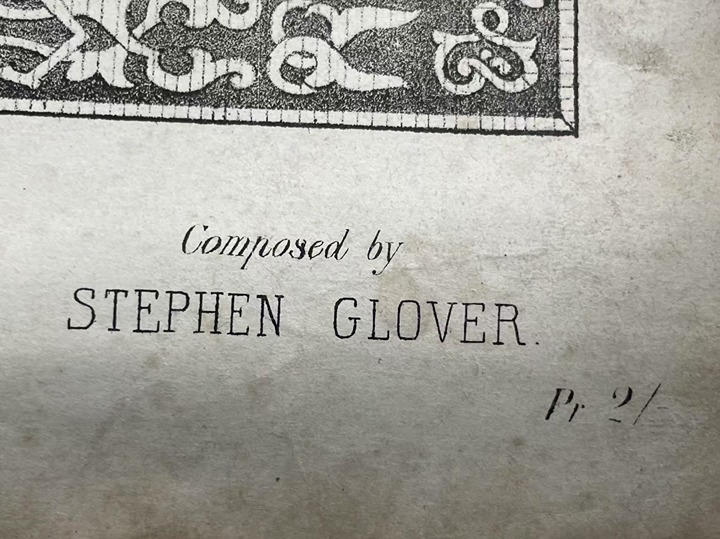 Composed by
STEPHEN GLOVER.
Pr 2/-